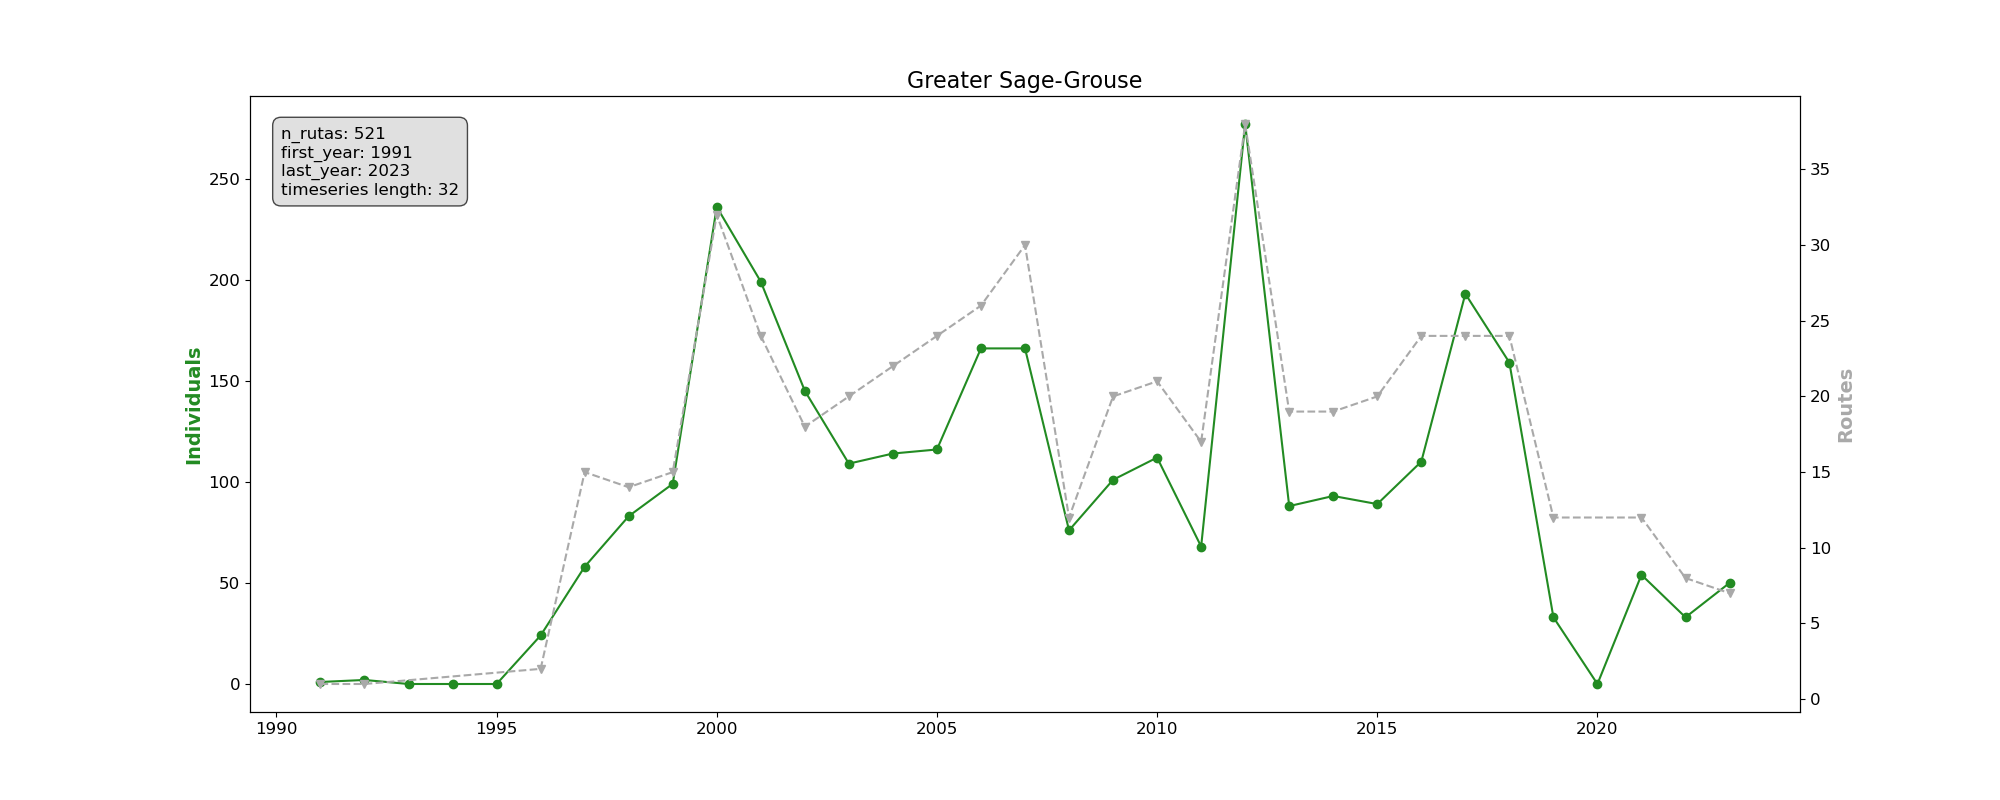 Greater Sage-Grouse
n_rutas: 521
first_year: 1991
last_year: 2023
timeseries length: 32
Individuals
250
200
150
100
50
0
35
30
25
20
15
10
5
0
Routes
1990 1995 2000 2005 2010 2015 2020